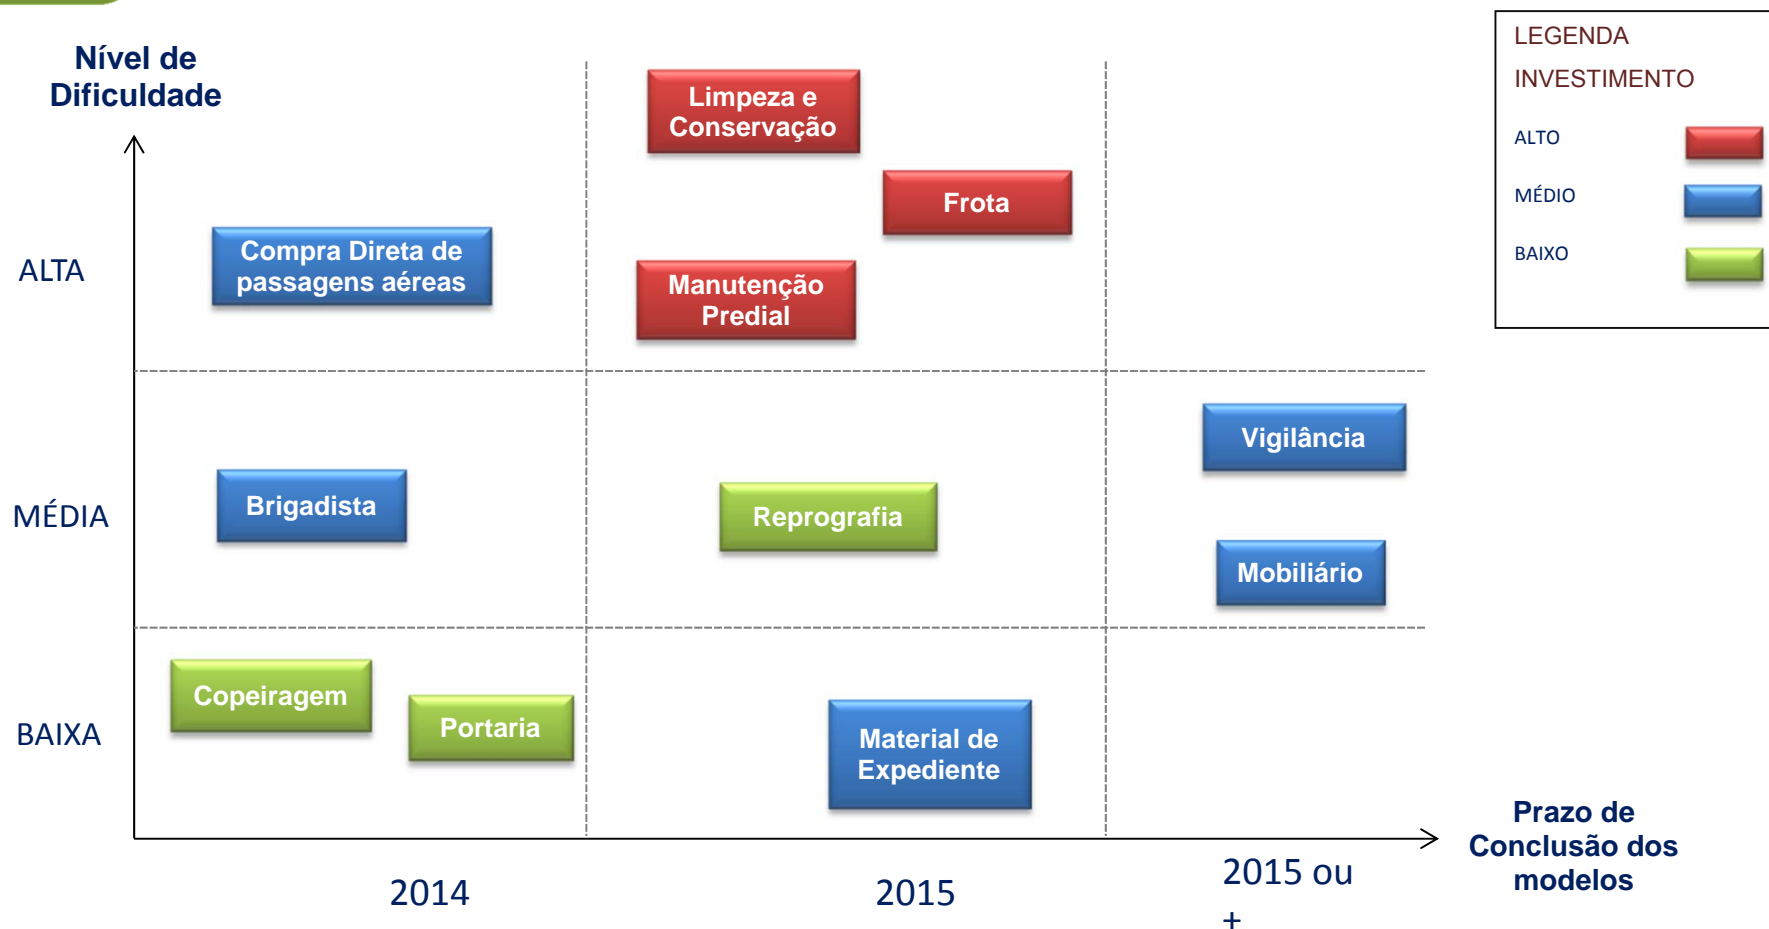 Nível de
Dificuldade
LEGENDA
INVESTIMENTO
ALTO
MÉDIO
BAIXO
Limpeza e
Conservação
Frota
ALTA
Compra Direta de
passagens aéreas
Manutenção
Predial
Vigilância
MÉDIA
Brigadista
Reprografia
Mobiliário
BAIXA
Copeiragem
Portaria
Material de
Expediente
Prazo de
Conclusão dos
modelos
2014
2015
2015 ou
+